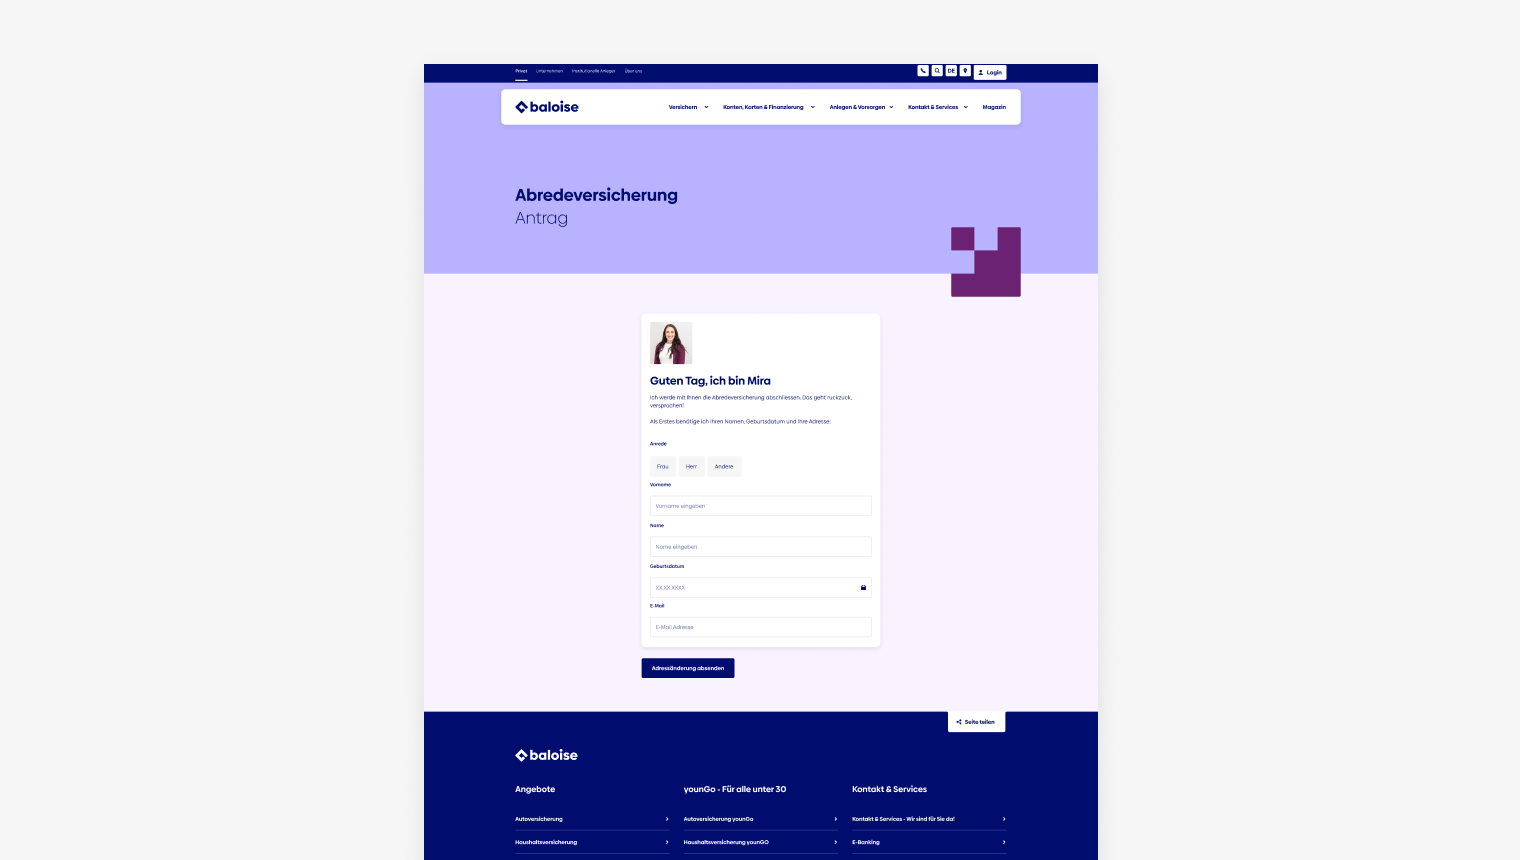 Privat Unternehmen Institutionelle Anleger Über uns DE Login
baloise Versichern Konten, Karten & Finanzierung Anlegen & Vorsorgen Kontakt & Services Magazin
Abredeversicherung
Antrag
Guten Tag, ich bin Mira
Ich werde mit Ihnen die Abredeversicherung abschliessen. Das geht ruckzuck,
versprochen!
Als Erstes benötige ich Ihren Namen, Geburtsdatum und Ihre Adresse:
Anrede
Frau Herr Andere
Vorname
Vorname eingeben
Name
Name eingeben
Geburtsdatum
XX.XX.XXXX
E-Mail
E-Mail Adresse
Adressänderung absenden
Seite teilen
baloise
Angebote younGo - Für alle unter 30 Kontakt & Services
Autoversicherung Autoversicherung younGo Kontakt & Services - Wir sind für Sie da!
Haushaltsversicherung Haushaltsversicherung younGO E-Banking